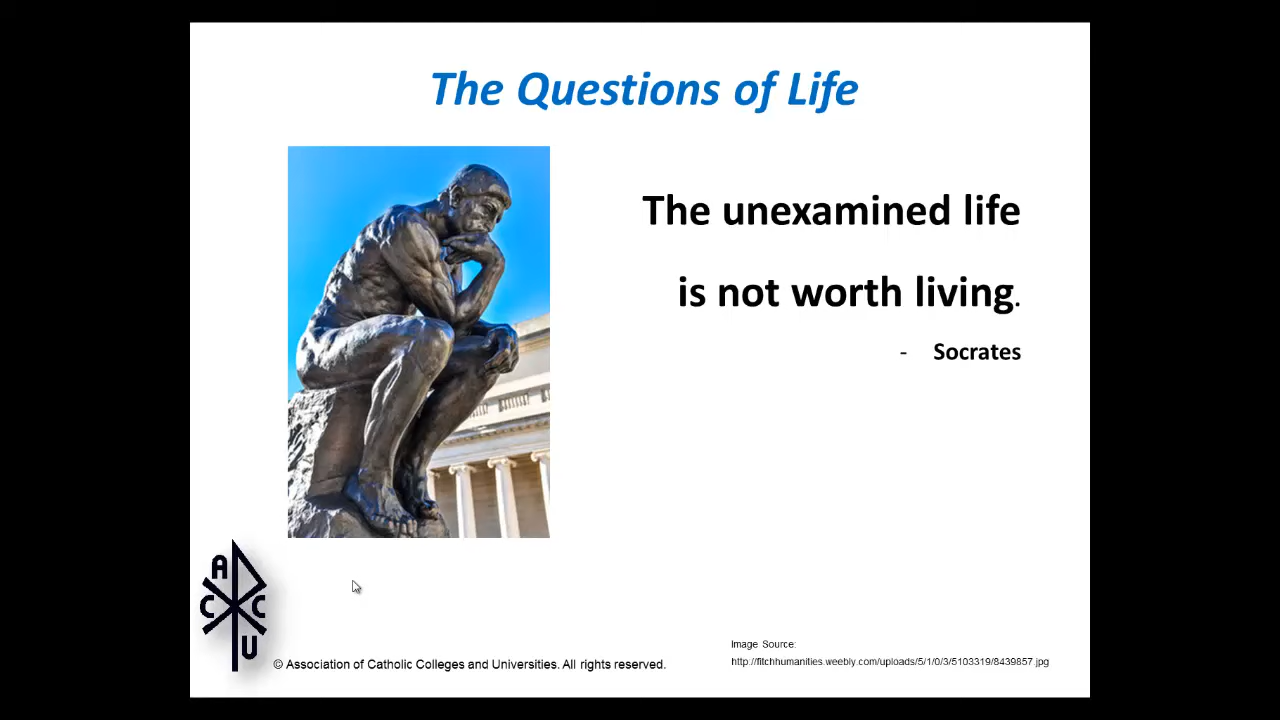 The Questions of Life
The unexamined life
is not worth living.
- Socrates
A
C C
U
© Association of Catholic Colleges and Universities. All rights reserved.
Image Source:
http://fitchhumanities.weebly.com/uploads/5/1/0/3/5103319/8439857.jpg